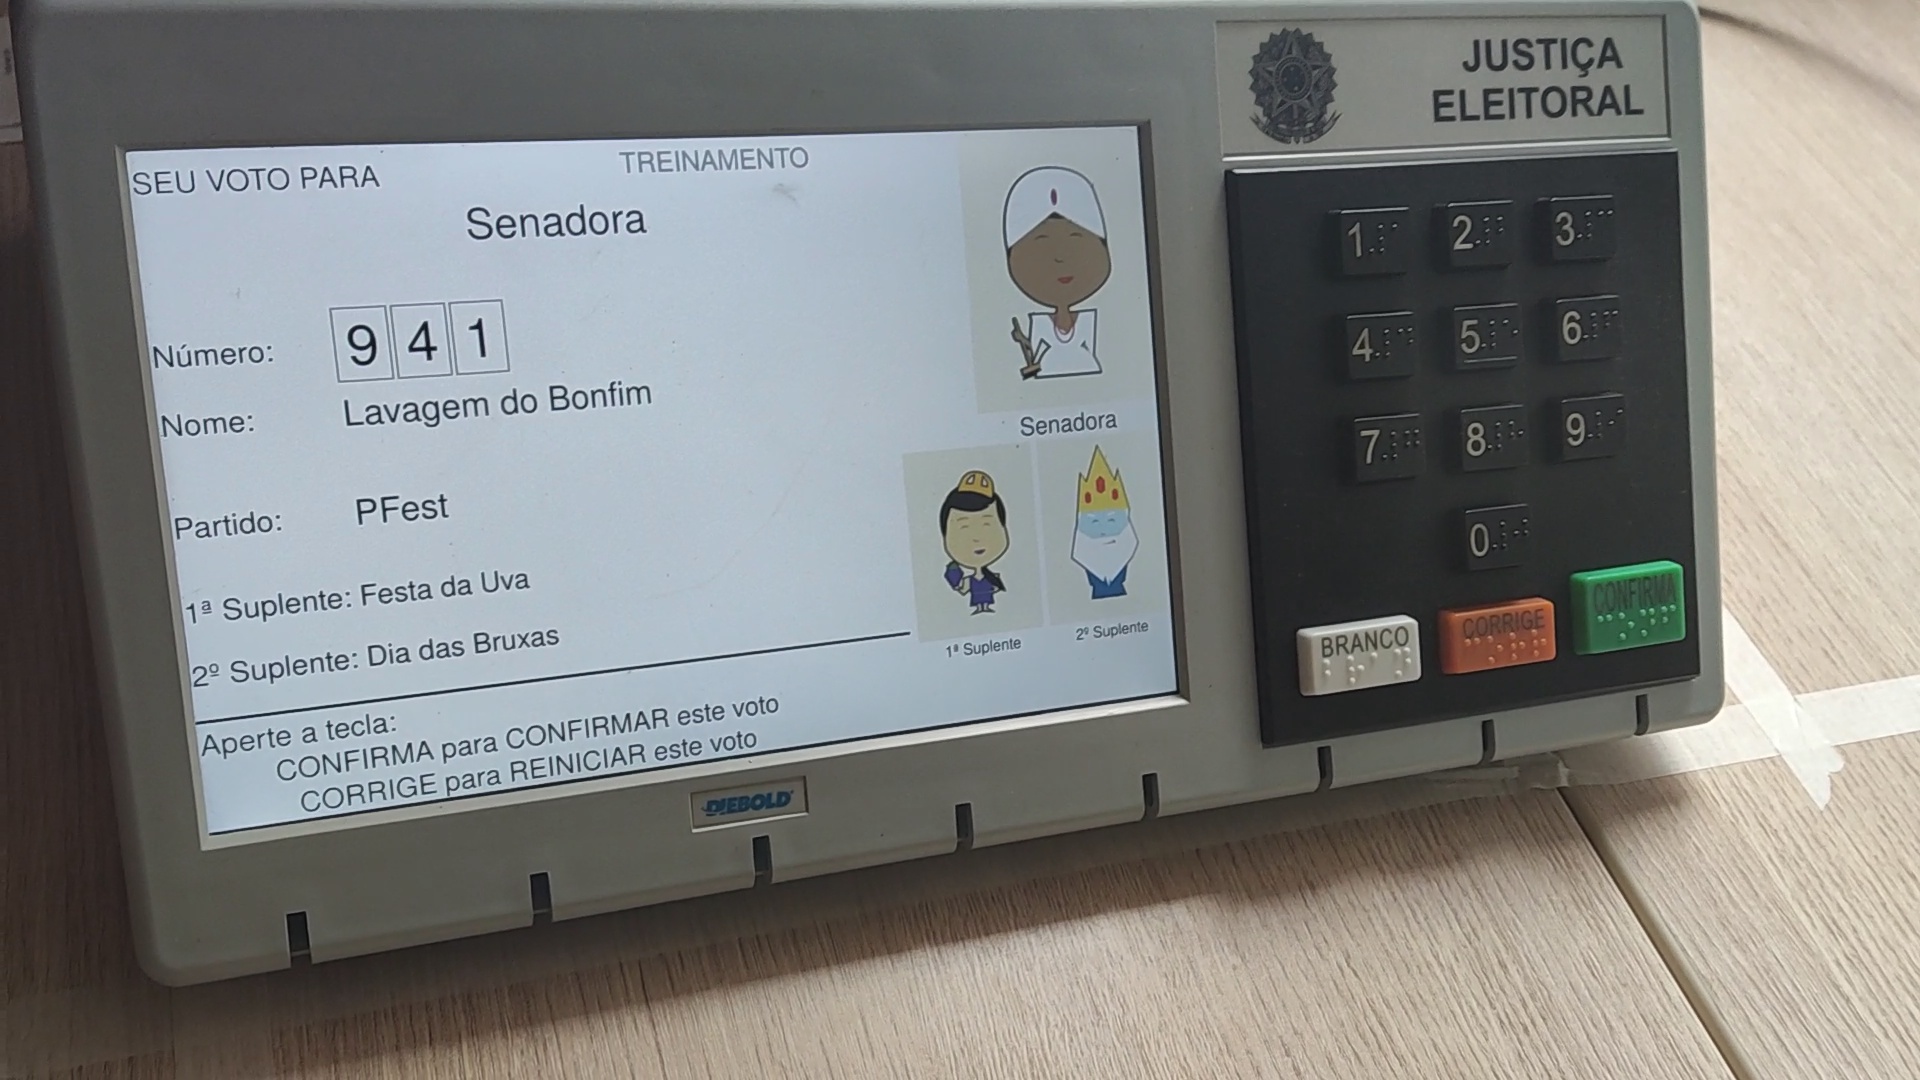 SEU VOTO PARA
TREINAMENTO
Senadora
Número: 9 4 1
Nome: Lavagem do Bonfim
Partido: PFest
1ª Suplente: Festa da Uva
2º Suplente: Dia das Bruxas
Senadora
1ª Suplente
2º Suplente
Aperte a tecla:
CONFIRMA para CONFIRMAR este voto
CORRIGE para REINICIAR este voto
DIEBOLD
JUSTIÇA
ELEITORAL
1 2 3
4 5 6
7 8 9
0
BRANCO CORRIGE CONFIRMA